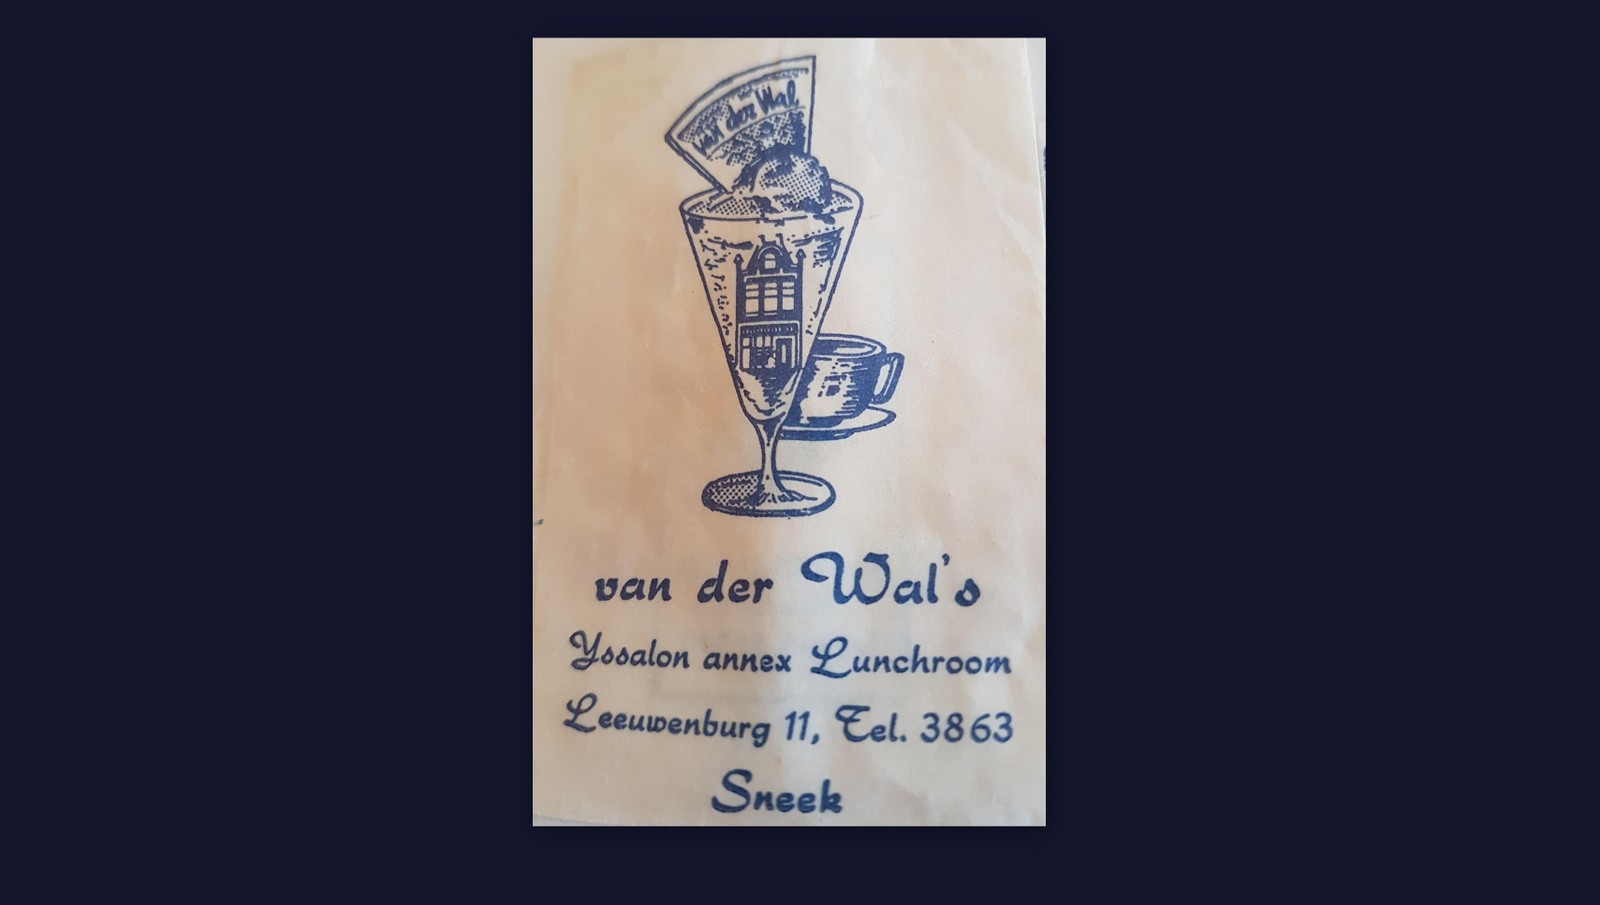 van der Wal
van der Wal's
Yssalon annex Lunchroom
Leeuwenburg 11, Tel. 3863
Sneek